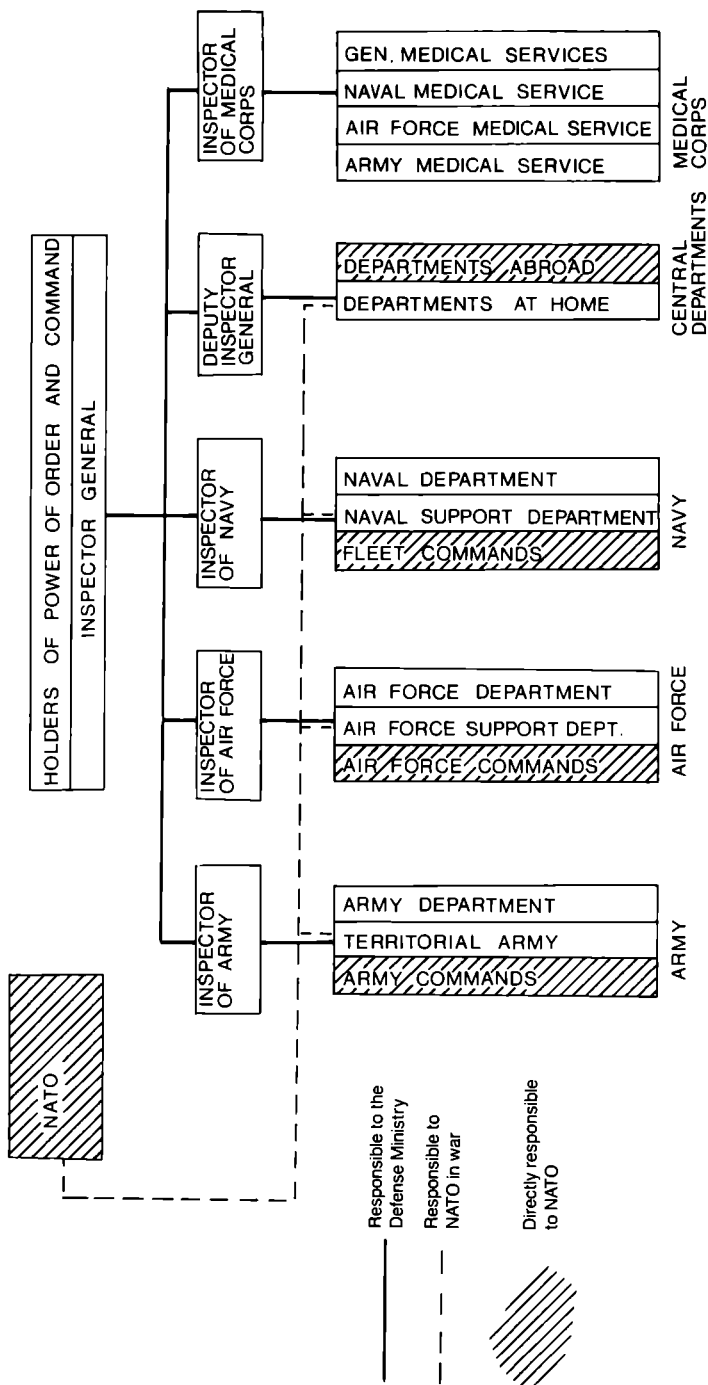 NATO
HOLDERS OF POWER OF ORDER AND COMMAND
INSPECTOR GENERAL
INSPECTOR
OF ARMY
INSPECTOR
OF AIR FORCE
INSPECTOR
OF NAVY
DEPUTY
INSPECTOR
GENERAL
INSPECTOR
OF MEDICAL
CORPS
ARMY DEPARTMENT
TERRITORIAL ARMY
ARMY COMMANDS
ARMY
AIR FORCE DEPARTMENT
AIR FORCE SUPPORT DEPT.
AIR FORCE COMMANDS
AIR FORCE
NAVAL DEPARTMENT
NAVAL SUPPORT DEPARTMENT
FLEET COMMANDS
NAVY
DEPARTMENTS ABROAD
DEPARTMENTS AT HOME
CENTRAL
DEPARTMENTS
GEN. MEDICAL SERVICES
NAVAL MEDICAL SERVICE
AIR FORCE MEDICAL SERVICE
ARMY MEDICAL SERVICE
MEDICAL
CORPS
Responsible to the
Defense Ministry
Responsible to
NATO in war
Directly responsible
to NATO